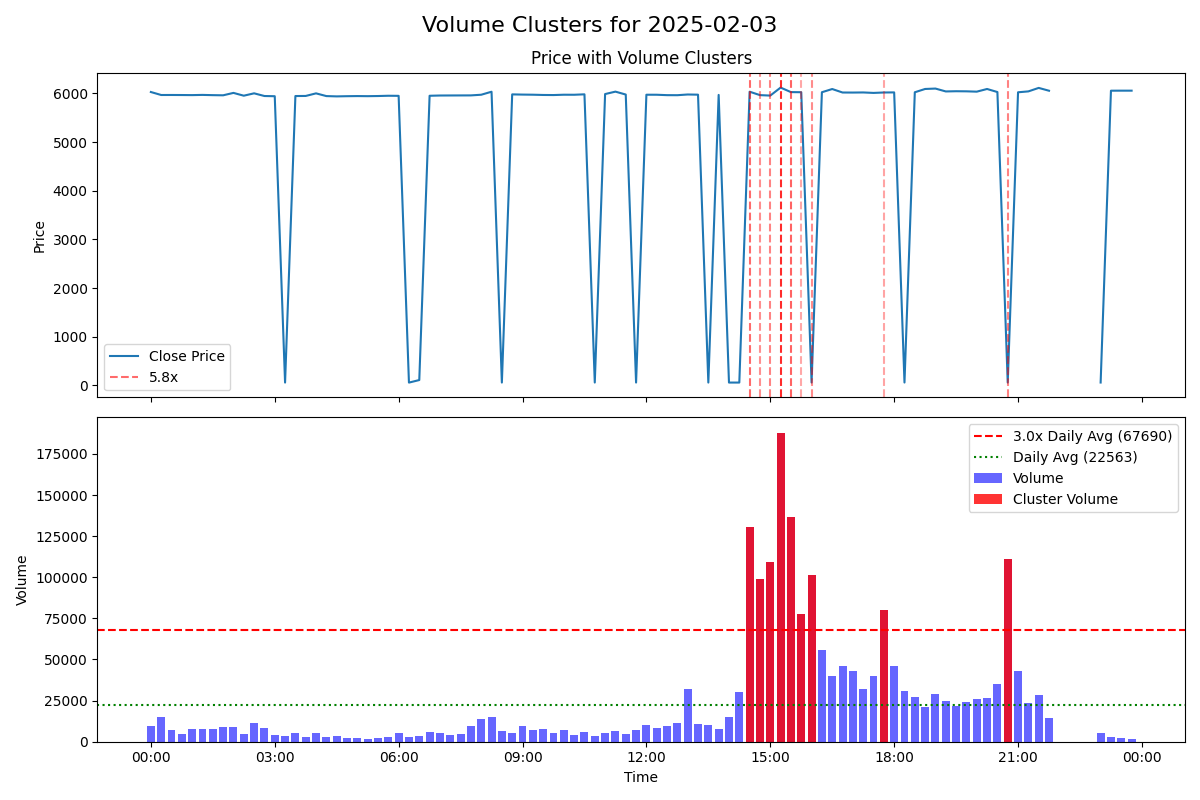 Volume Clusters for 2025-02-03
Price with Volume Clusters
6000
5000
4000
3000
2000
1000
0
Price
Close Price
5.8x
175000
150000
125000
100000
75000
50000
25000
0
Volume
3.0x Daily Avg (67690)
Daily Avg (22563)
Volume
Cluster Volume
00:00 03:00 06:00 09:00 12:00 15:00 18:00 21:00 00:00
Time